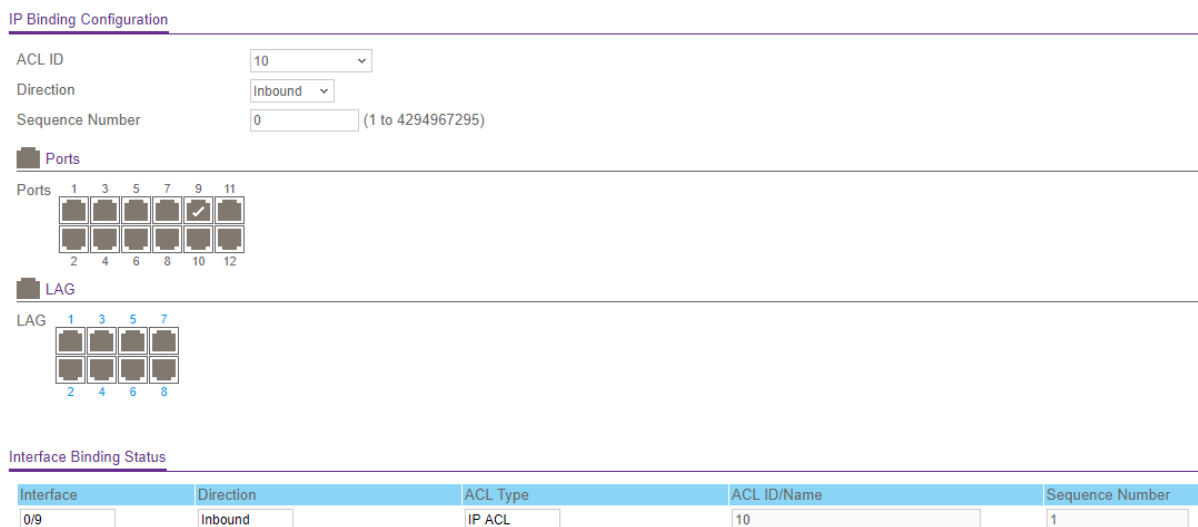 IP Binding Configuration
ACL ID 10
Direction Inbound
Sequence Number 0 (1 to 4294967295)
Ports
Ports 1 3 5 7 9 11
2 4 6 8 10 12
LAG
LAG 1 3 5 7
2 4 6 8
Interface Binding Status
Interface Direction ACL Type ACL ID/Name Sequence Number
0/9 Inbound IP ACL 10 1